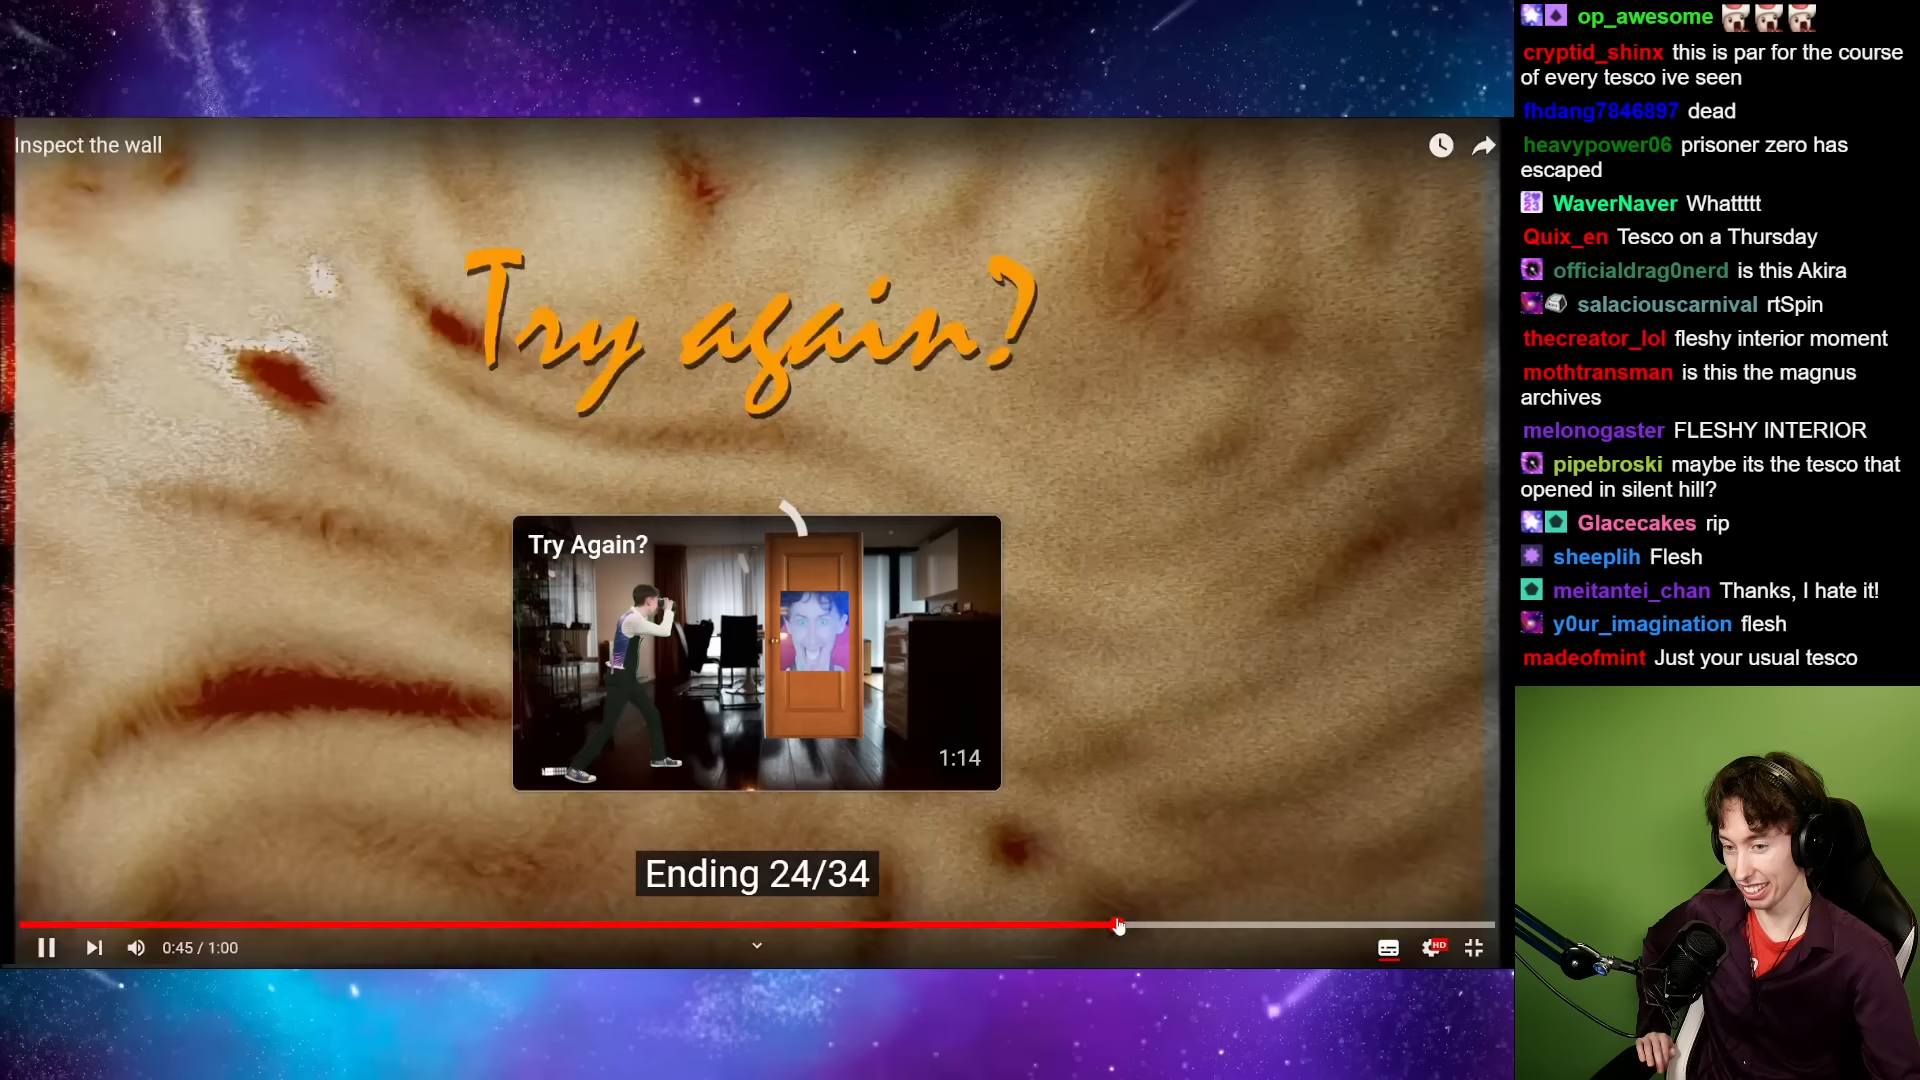 Inspect the wall
Try again?
Try Again?
1:14
Ending 24/34
0:45 / 1:00
HD
op_awesome
cryptid_shinx this is par for the course
of every tesco ive seen
fhdang7846897 dead
heavypower06 prisoner zero has
escaped
WaverNaver Whattttt
Quix_en Tesco on a Thursday
officialdrag0nerd is this Akira
salaciouscarnival rtSpin
thecreator_lol fleshy interior moment
mothtransman is this the magnus
archives
melonogaster FLESHY INTERIOR
pipebroski maybe its the tesco that
opened in silent hill?
Glacecakes rip
sheeplih Flesh
meitantei_chan Thanks, I hate it!
y0ur_imagination flesh
madeofmint Just your usual tesco